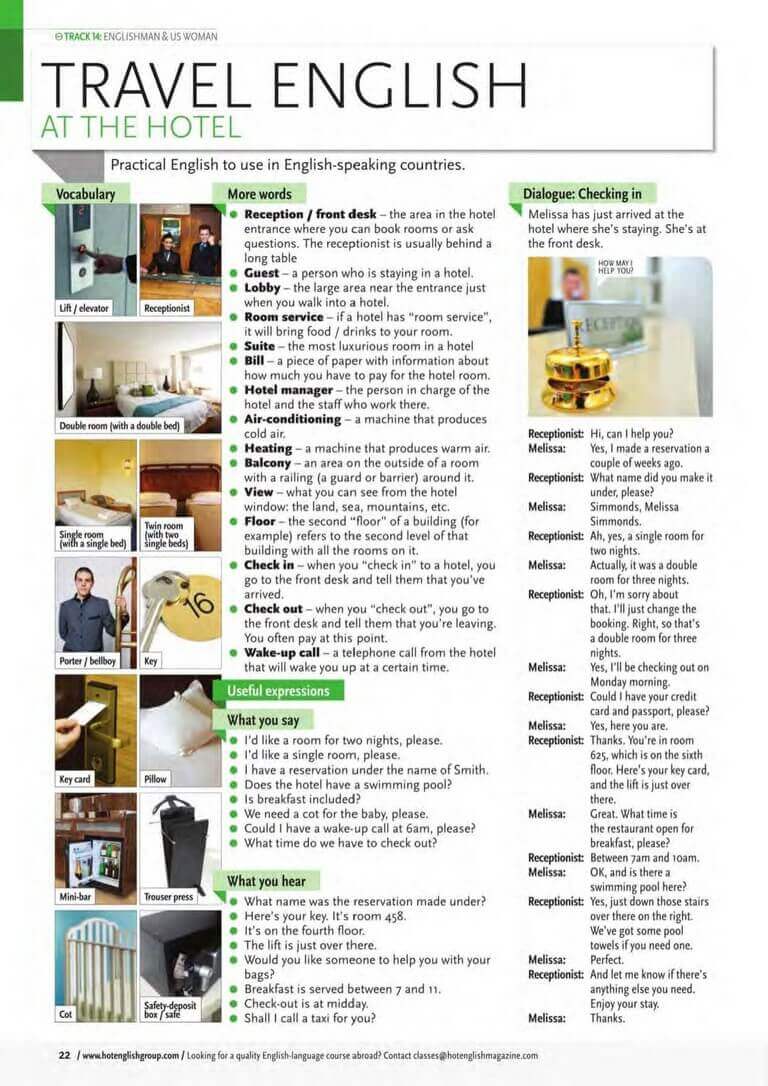 TRACK 14: ENGLISHMAN & US WOMAN
TRAVEL ENGLISH
AT THE HOTEL
Practical English to use in English-speaking countries.
Vocabulary
Lift / elevator
Receptionist
Double room (with a double bed)
Single room
(with a single bed)
Twin room
(with two
single beds)
Porter / bellboy
16
Key
Key card
Pillow
Mini-bar
Trouser press
Cot
Safety-deposit
box / safe
More words
Reception / front desk – the area in the hotel
entrance where you can book rooms or ask
questions. The receptionist is usually behind a
long table
Guest – a person who is staying in a hotel.
Lobby – the large area near the entrance just
when you walk into a hotel.
Room service – if a hotel has “room service”,
it will bring food / drinks to your room.
Suite – the most luxurious room in a hotel
Bill – a piece of paper with information about
how much you have to pay for the hotel room.
Hotel manager – the person in charge of the
hotel and the staff who work there.
Air-conditioning – a machine that produces
cold air.
Heating – a machine that produces warm air.
Balcony – an area on the outside of a room
with a railing (a guard or barrier) around it.
View – what you can see from the hotel
window: the land, sea, mountains, etc.
Floor – the second “floor” of a building (for
example) refers to the second level of that
building with all the rooms on it.
Check in – when you “check in” to a hotel, you
go to the front desk and tell them that you’ve
arrived.
Check out – when you “check out”, you go to
the front desk and tell them that you’re leaving.
You often pay at this point.
Wake-up call – a telephone call from the hotel
that will wake you up at a certain time.
Useful expressions
What you say
I’d like a room for two nights, please.
I’d like a single room, please.
I have a reservation under the name of Smith.
Does the hotel have a swimming pool?
Is breakfast included?
We need a cot for the baby, please.
Could I have a wake-up call at 6am, please?
What time do we have to check out?
What you hear
What name was the reservation made under?
Here’s your key. It’s room 458.
It’s on the fourth floor.
The lift is just over there.
Would you like someone to help you with your
bags?
Breakfast is served between 7 and 11.
Check-out is at midday.
Shall I call a taxi for you?
Dialogue: Checking in
Melissa has just arrived at the
hotel where she’s staying. She’s at
the front desk.
HOW MAY I
HELP YOU?
RECEPTION
Receptionist: Hi, can I help you?
Melissa: Yes, I made a reservation a
couple of weeks ago.
Receptionist: What name did you make it
under, please?
Melissa: Simmonds, Melissa
Simmonds.
Receptionist: Ah, yes, a single room for
two nights.
Melissa: Actually, it was a double
room for three nights.
Receptionist: Oh, I’m sorry about
that. I’ll just change the
booking. Right, so that’s
a double room for three
nights.
Melissa: Yes, I’ll be checking out on
Monday morning.
Receptionist: Could I have your credit
card and passport, please?
Melissa: Yes, here you are.
Receptionist: Thanks. You’re in room
625, which is on the sixth
floor. Here’s your key card,
and the lift is just over
there.
Melissa: Great. What time is
the restaurant open for
breakfast, please?
Receptionist: Between 7am and 10am.
Melissa: OK, and is there a
swimming pool here?
Receptionist: Yes, just down those stairs
over there on the right.
We’ve got some pool
towels if you need one.
Melissa: Perfect.
Receptionist: And let me know if there’s
anything else you need.
Enjoy your stay.
Melissa: Thanks.
22 / www.hotenglishgroup.com / Looking for a quality English-language course abroad? Contact classes@hotenglishmagazine.com